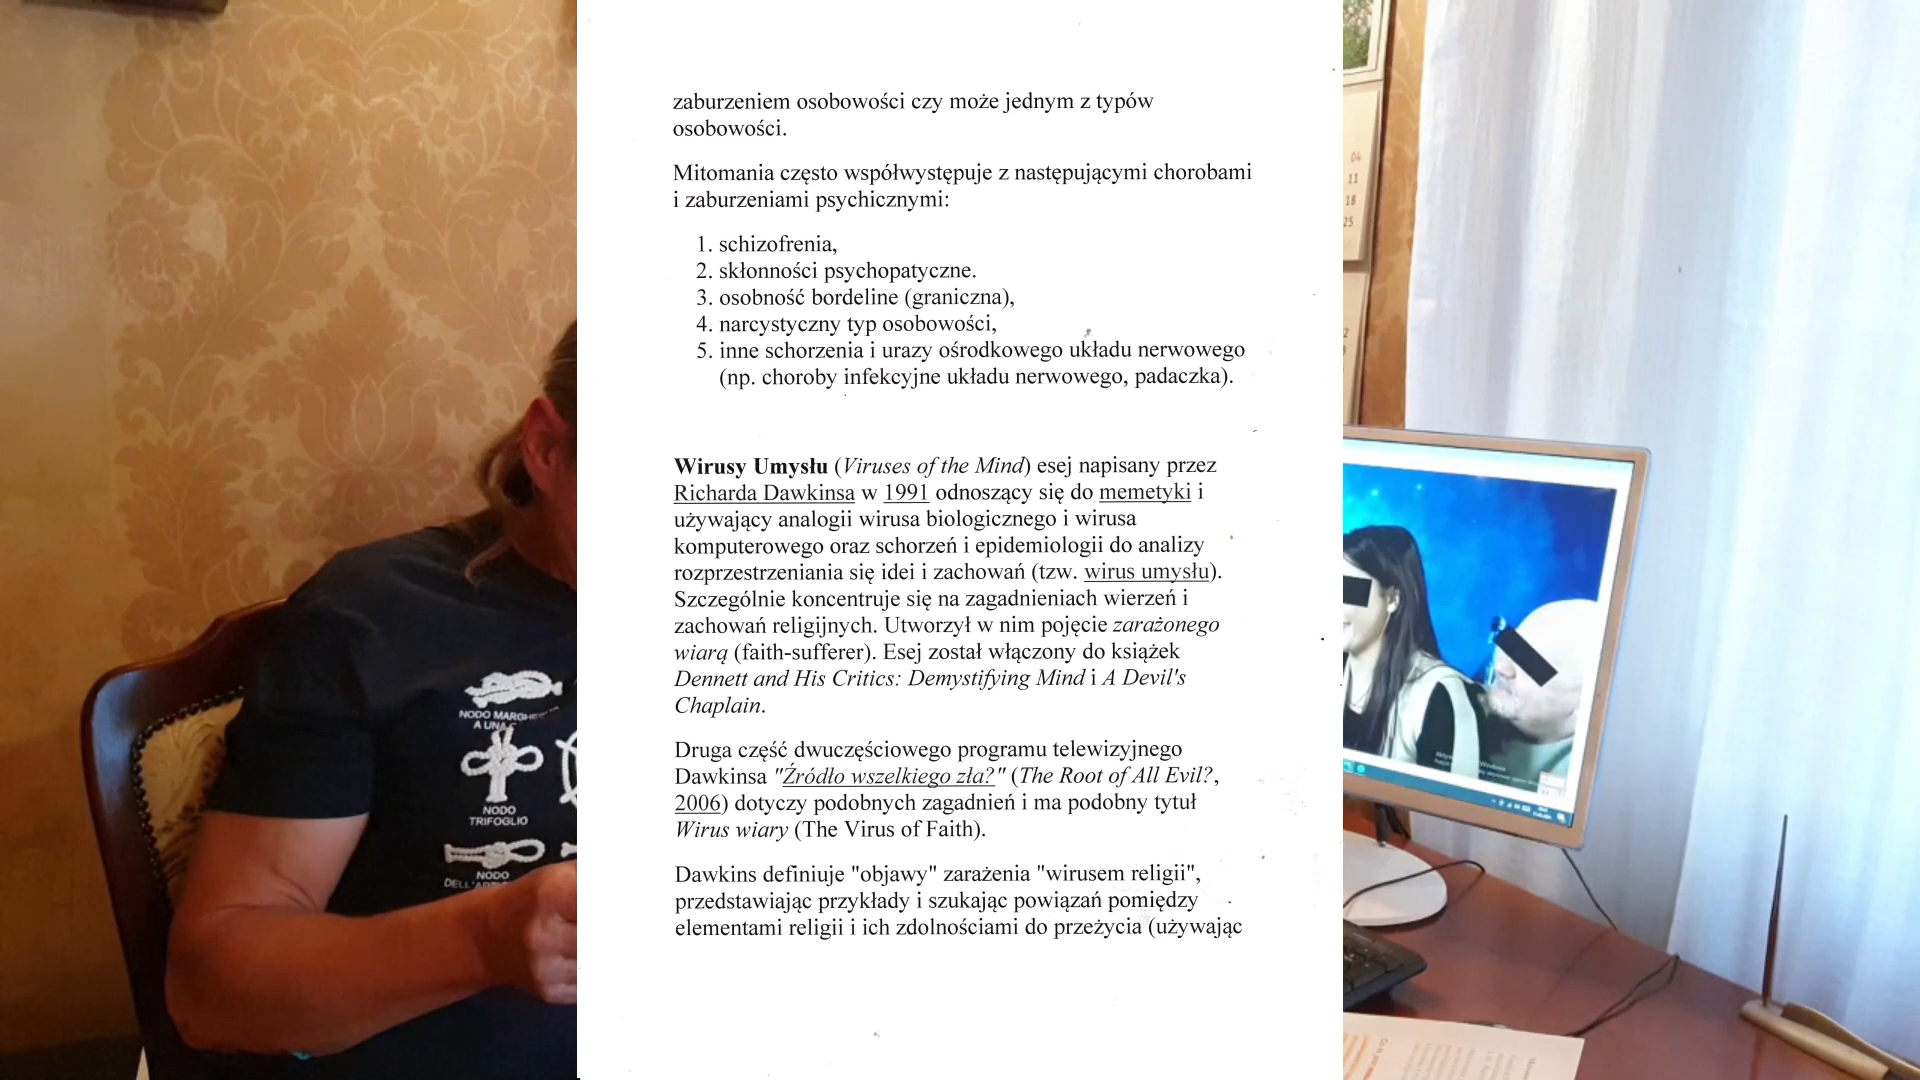 zaburzeniem osobowości czy może jednym z typów
osobowości.
Mitomania często współwystępuje z następującymi chorobami
i zaburzeniami psychicznymi:
1. schizofrenia,
2. skłonności psychopatyczne.
3. osobność bordeline (graniczna),
4. narcystyczny typ osobowości,
5. inne schorzenia i urazy ośrodkowego układu nerwowego
(np. choroby infekcyjne układu nerwowego, padaczka).
Wirusy Umysłu (Viruses of the Mind) esej napisany przez
Richarda Dawkinsa w 1991 odnoszący się do memetyki i
używający analogii wirusa biologicznego i wirusa
komputerowego oraz schorzeń i epidemiologii do analizy
rozprzestrzeniania się idei i zachowań (tzw. wirus umysłu).
Szczególnie koncentruje się na zagadnieniach wierzeń i
zachowań religijnych. Utworzył w nim pojęcie zarażonego
wiarą (faith-sufferer). Esej został włączony do książek
Dennett and His Critics: Demystifying Mind i A Devil's
Chaplain.
Druga część dwuczęściowego programu telewizyjnego
Dawkinsa "Źródło wszelkiego zła?" (The Root of All Evil?,
2006) dotyczy podobnych zagadnień i ma podobny tytuł
Wirus wiary (The Virus of Faith).
Dawkins definiuje "objawy" zarażenia "wirusem religii",
przedstawiając przykłady i szukając powiązań pomiędzy
elementami religii i ich zdolnościami do przeżycia (używając
NODO
A UNA
NODO
TRIFOGLIO
NODO
04
11
18
25